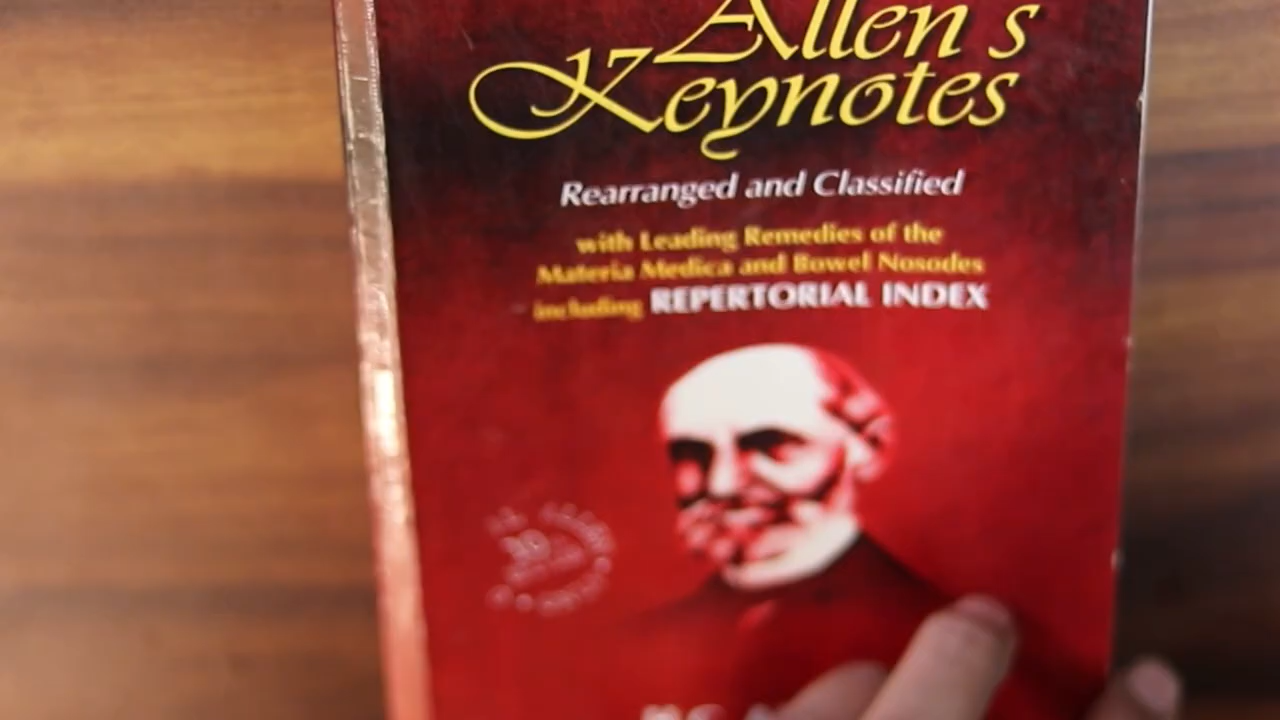 Allen's
Keynotes
Rearranged and Classified
with Leading Remedies of the
Materia Medica and Bowel Nosodes
including REPERTORIAL INDEX